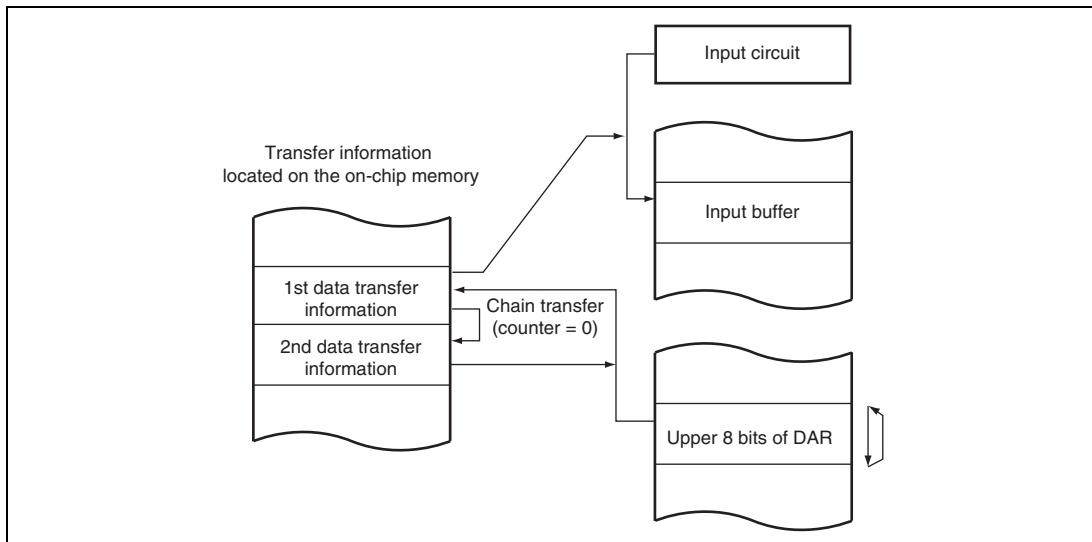 Input circuit
Transfer information
located on the on-chip memory
Input buffer
1st data transfer
information
Chain transfer
(counter = 0)
2nd data transfer
information
Upper 8 bits of DAR